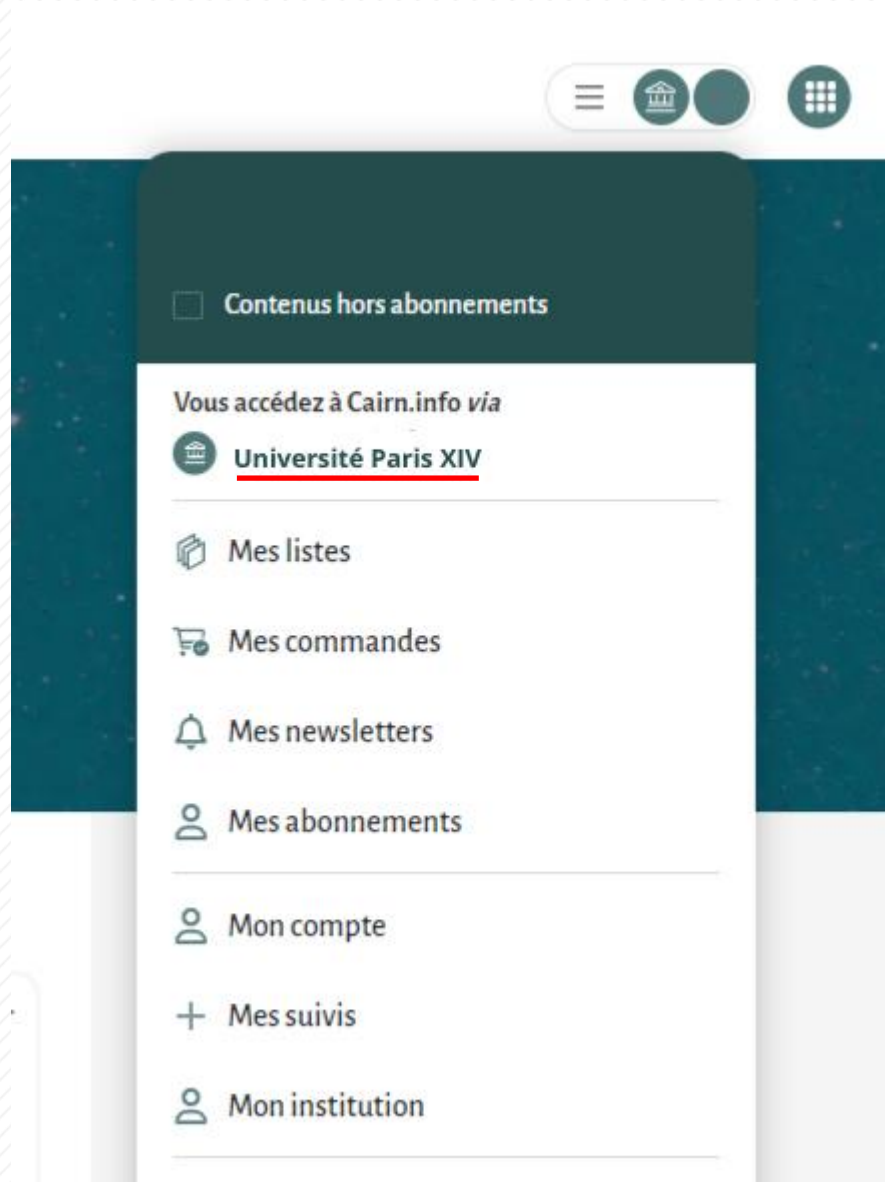 Contenus hors abonnements
Vous accédez à Cairn.info via
Université Paris XIV
Mes listes
Mes commandes
Mes newsletters
Mes abonnements
Mon compte
Mes suivis
Mon institution